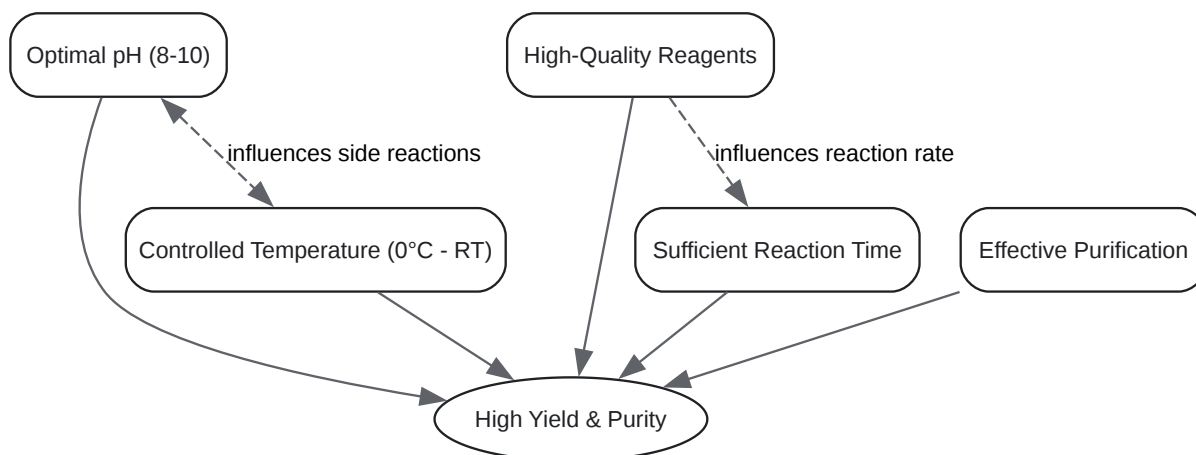 Optimal pH (8-10)
High-Quality Reagents
influences side reactions
influences reaction rate
Controlled Temperature (0°C - RT)
Sufficient Reaction Time
Effective Purification
High Yield & Purity